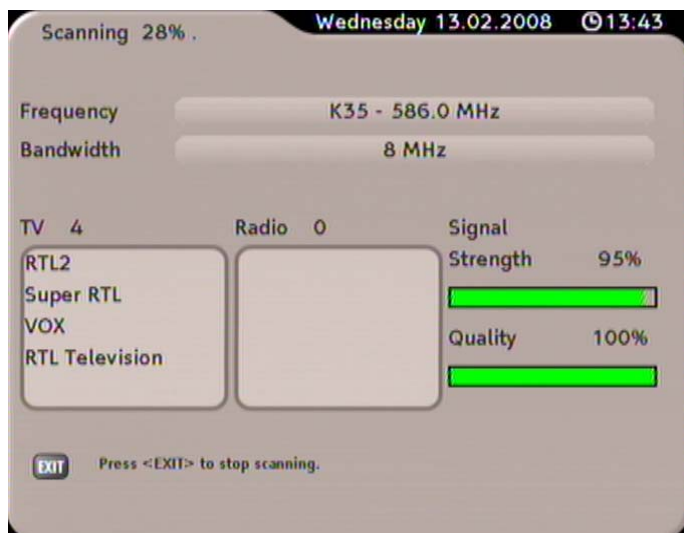 Scanning 28% .
Wednesday 13.02.2008 13:43
Frequency K35 - 586.0 MHz
Bandwidth 8 MHz
TV 4
RTL2
Super RTL
VOX
RTL Television
Radio 0
Signal
Strength 95%
Quality 100%
EXIT Press <EXIT> to stop scanning.